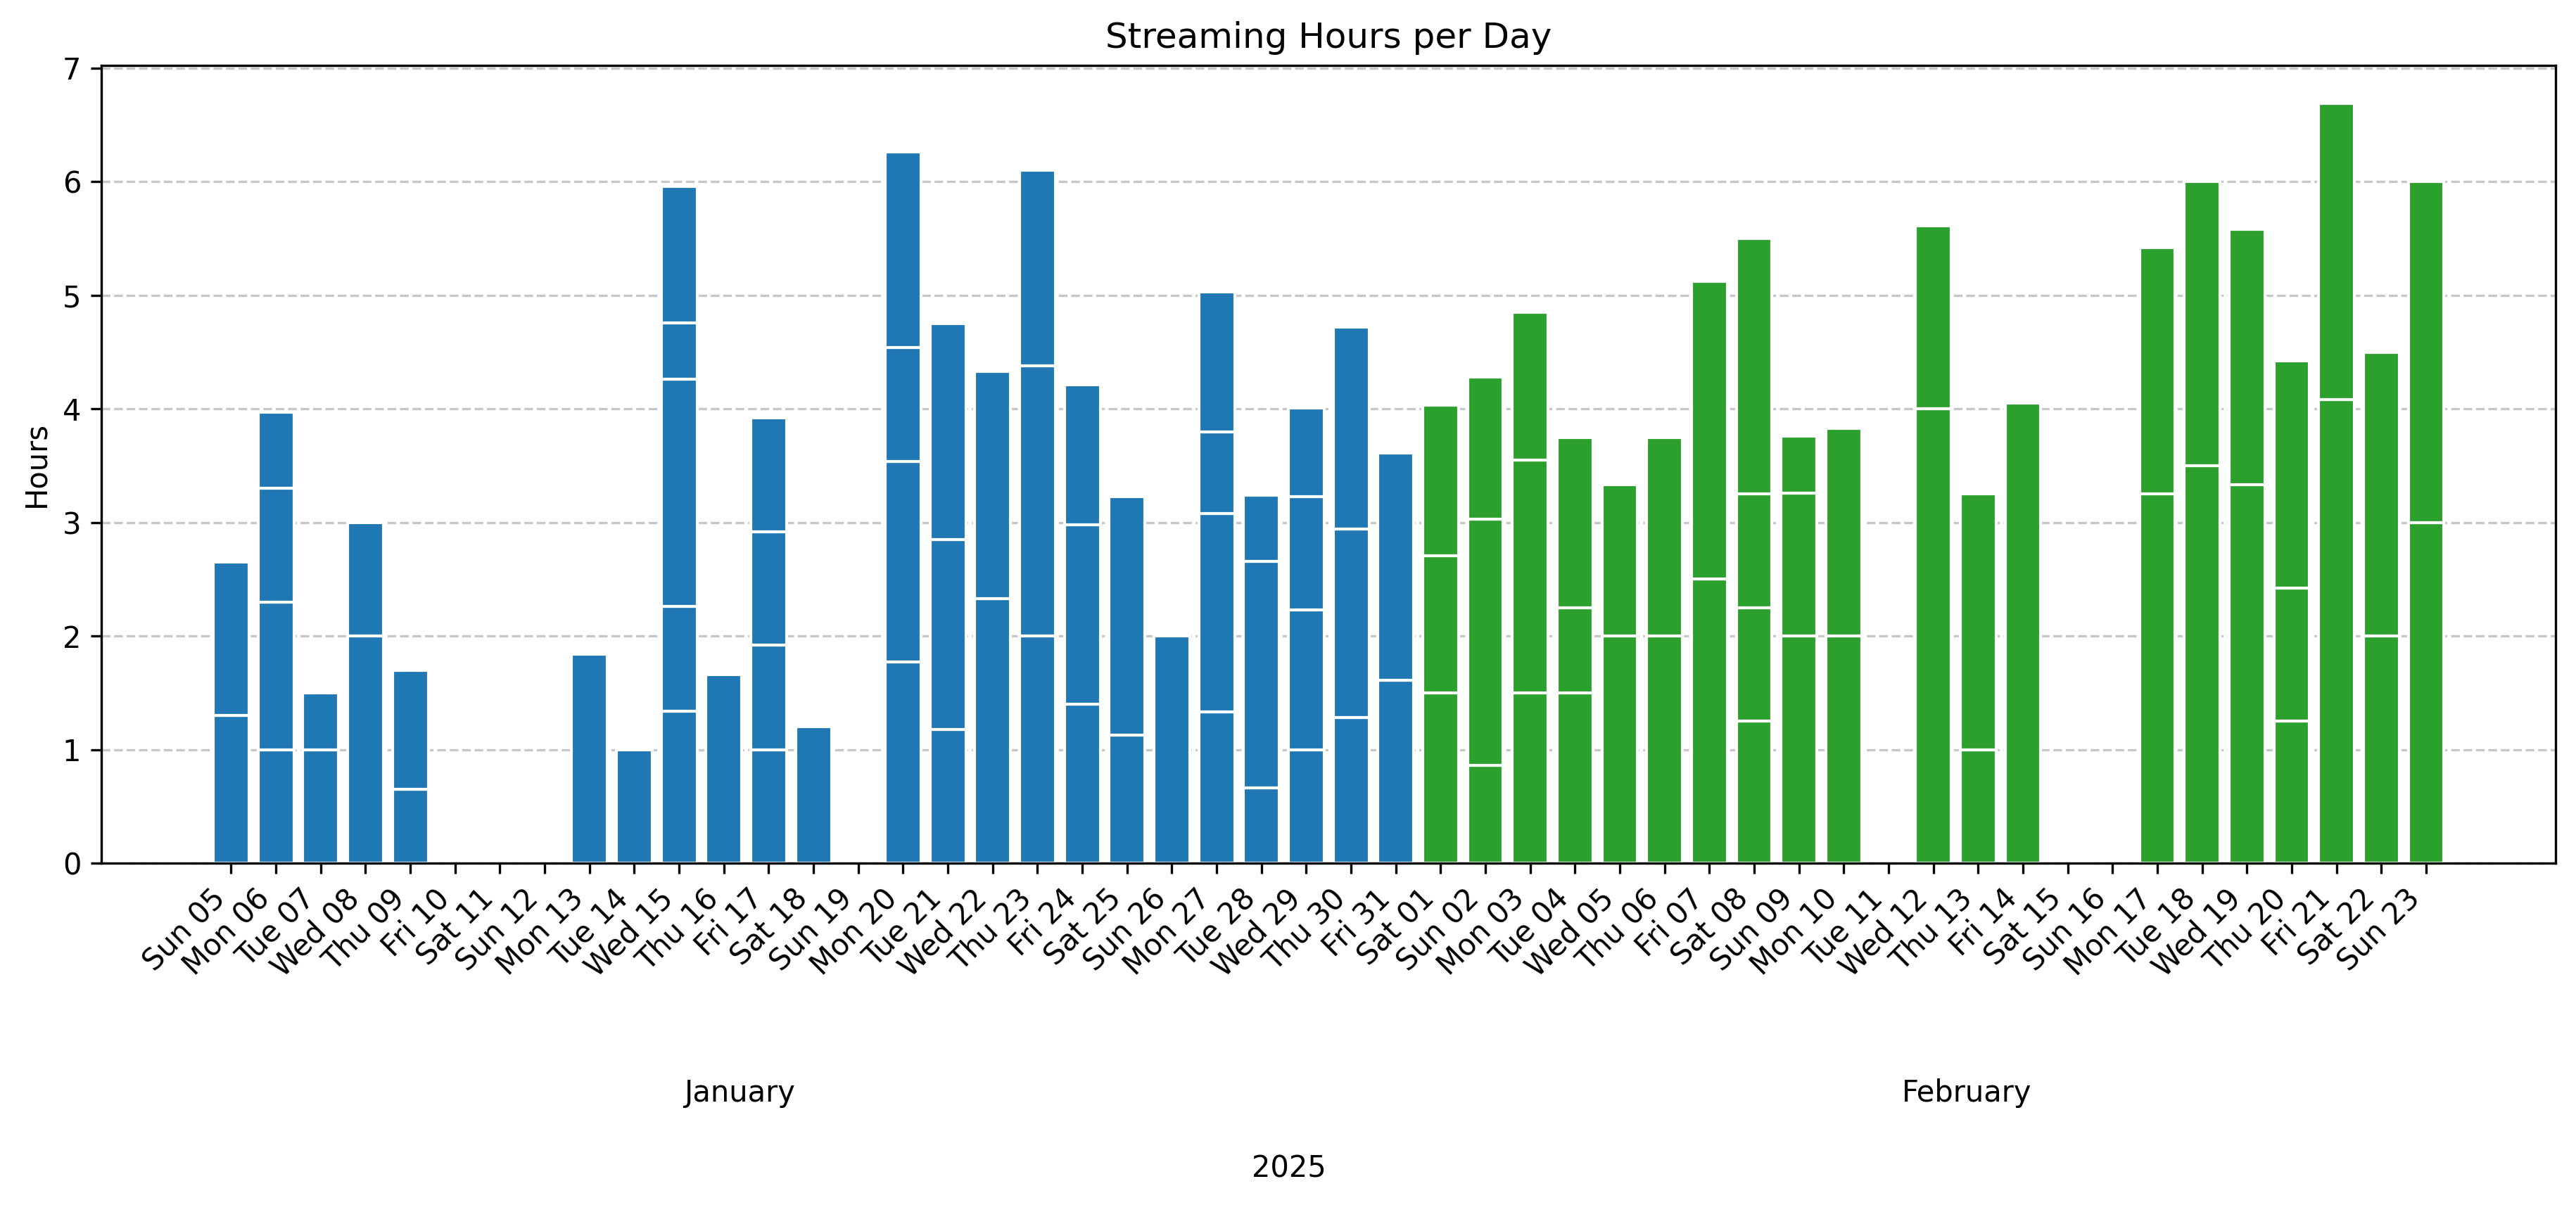 Streaming Hours per Day
7
6
5
4
3
2
1
0
Hours
Sun 05
Mon 06
Tue 07
Wed 08
Thu 09
Fri 10
Sat 11
Sun 12
Mon 13
Tue 14
Wed 15
Thu 16
Fri 17
Sat 18
Sun 19
Mon 20
Tue 21
Wed 22
Thu 23
Fri 24
Sat 25
Sun 26
Mon 27
Tue 28
Wed 29
Thu 30
Fri 31
Sat 01
Sun 02
Mon 03
Tue 04
Wed 05
Thu 06
Fri 07
Sat 08
Sun 09
Mon 10
Tue 11
Wed 12
Thu 13
Fri 14
Sat 15
Sun 16
Mon 17
Tue 18
Wed 19
Thu 20
Fri 21
Sat 22
Sun 23
January
February
2025